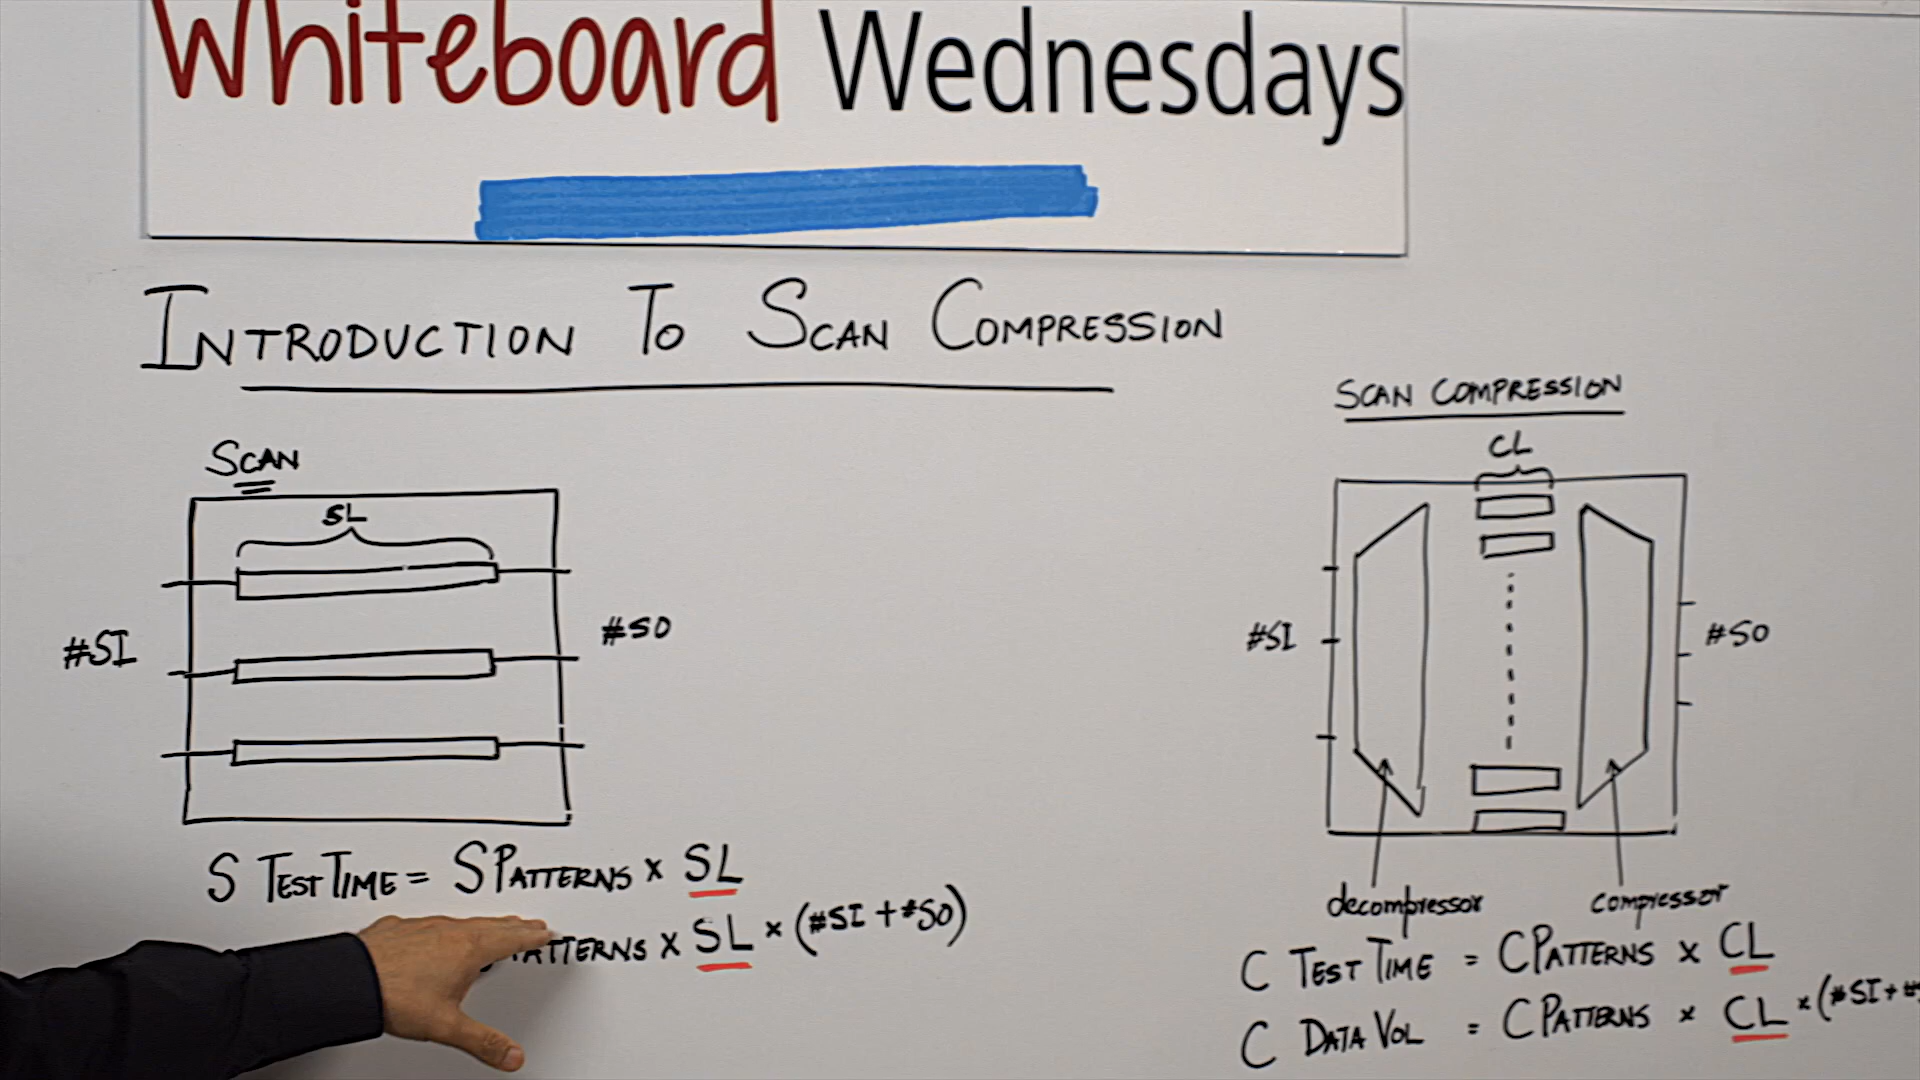 Whiteboard Wednesdays
INTRODUCTION TO SCAN COMPRESSION
SCAN
SL
#SI
#SO
S TEST TIME = S PATTERNS x SL
PATTERNS x SL x (#SI + #SO)
SCAN COMPRESSION
CL
#SI
#SO
decompressor
compressor
C TEST TIME = C PATTERNS x CL
C DATA VOL = C PATTERNS x CL x (#SI + #